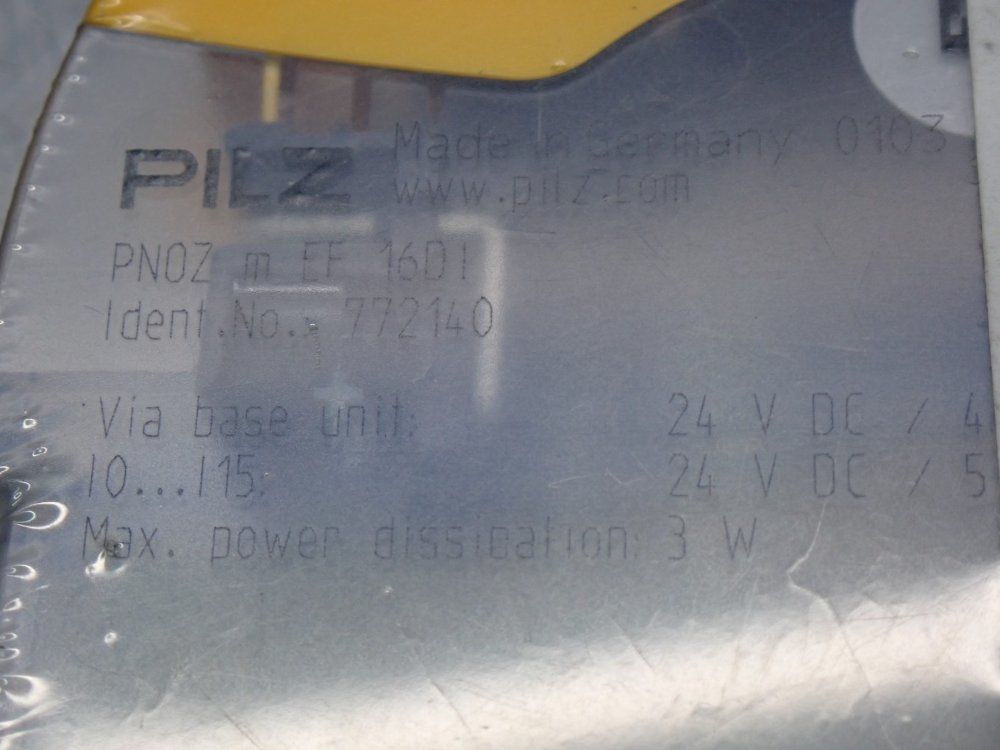 PILZ
Made in Germany 0103
www.pilz.com
PNOZ m EF 16DI
Ident.No.: 772140
Via base unit: 24 V DC / 4
I0...I15: 24 V DC / 5
Max. power dissipation: 3 W